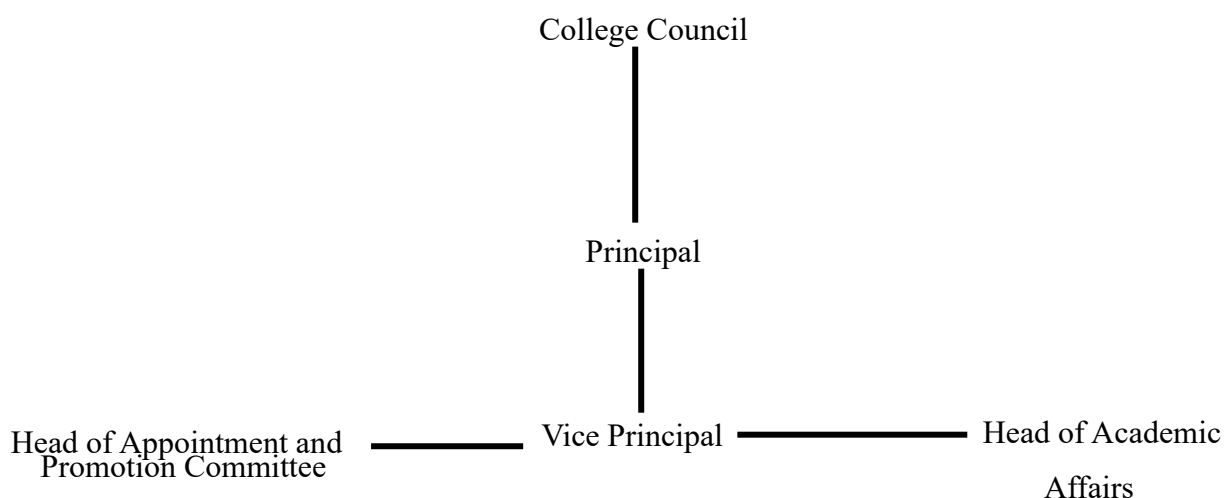 College Council
Principal
Head of Appointment and
Promotion Committee
Vice Principal
Head of Academic
Affairs